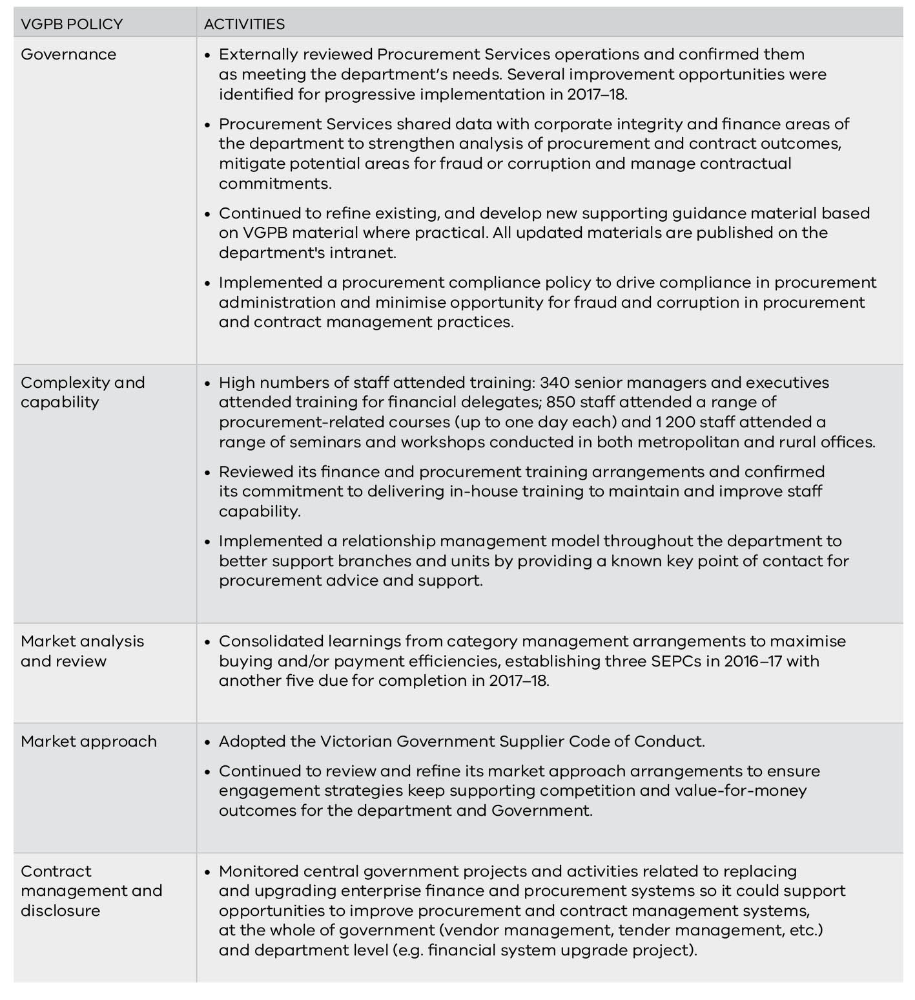 VGPB POLICY
ACTIVITIES
Governance
• Externally reviewed Procurement Services operations and confirmed them
as meeting the department’s needs. Several improvement opportunities were
identified for progressive implementation in 2017–18.
• Procurement Services shared data with corporate integrity and finance areas of
the department to strengthen analysis of procurement and contract outcomes,
mitigate potential areas for fraud or corruption and manage contractual
commitments.
• Continued to refine existing, and develop new supporting guidance material based
on VGPB material where practical. All updated materials are published on the
department's intranet.
• Implemented a procurement compliance policy to drive compliance in procurement
administration and minimise opportunity for fraud and corruption in procurement
and contract management practices.
Complexity and
capability
• High numbers of staff attended training: 340 senior managers and executives
attended training for financial delegates; 850 staff attended a range of
procurement-related courses (up to one day each) and 1 200 staff attended a
range of seminars and workshops conducted in both metropolitan and rural offices.
• Reviewed its finance and procurement training arrangements and confirmed
its commitment to delivering in-house training to maintain and improve staff
capability.
• Implemented a relationship management model throughout the department to
better support branches and units by providing a known key point of contact for
procurement advice and support.
Market analysis
and review
• Consolidated learnings from category management arrangements to maximise
buying and/or payment efficiencies, establishing three SEPCs in 2016–17 with
another five due for completion in 2017–18.
Market approach
• Adopted the Victorian Government Supplier Code of Conduct.
• Continued to review and refine its market approach arrangements to ensure
engagement strategies keep supporting competition and value-for-money
outcomes for the department and Government.
Contract
management and
disclosure
• Monitored central government projects and activities related to replacing
and upgrading enterprise finance and procurement systems so it could support
opportunities to improve procurement and contract management systems,
at the whole of government (vendor management, tender management, etc.)
and department level (e.g. financial system upgrade project).